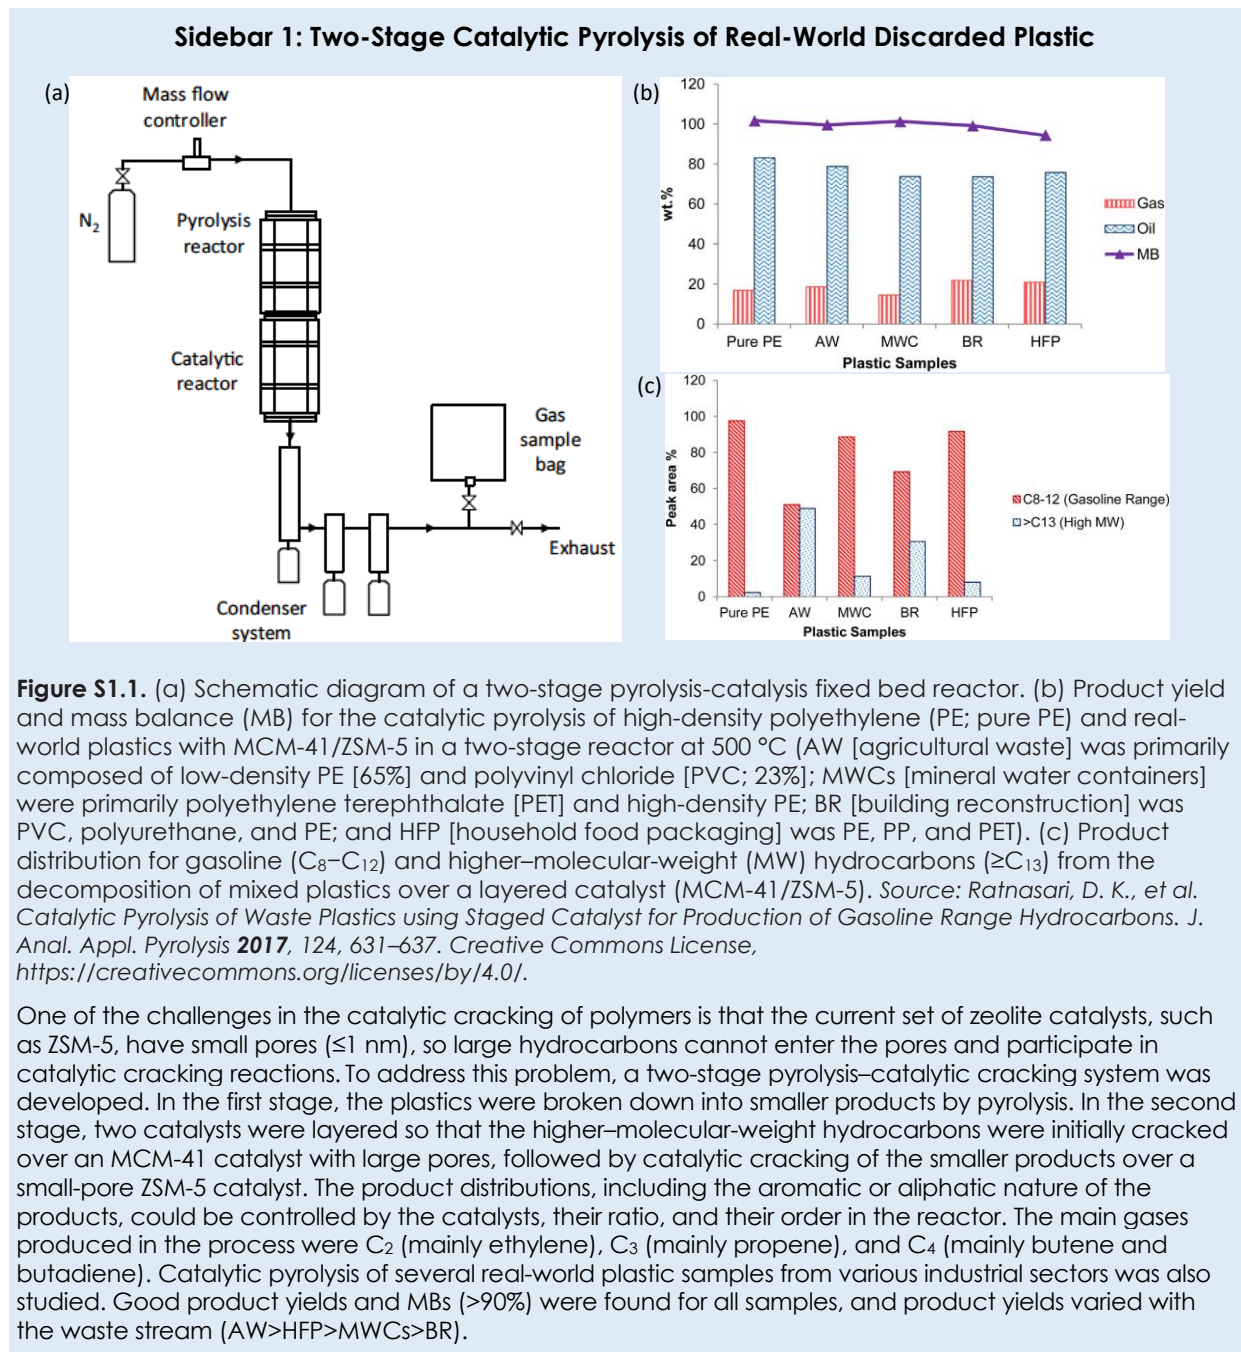 Sidebar 1: Two-Stage Catalytic Pyrolysis of Real-World Discarded Plastic
(a)
Mass flow
controller
N2
Pyrolysis
reactor
Catalytic
reactor
Gas
sample
bag
Exhaust
Condenser
system
(b)
120
100
80
60
40
20
0
wt.%
Pure PE AW MWC BR HFP
Plastic Samples
Gas
Oil
MB
(c)
120
100
80
60
40
20
0
Peak area %
Pure PE AW MWC BR HFP
Plastic Samples
C8-12 (Gasoline Range)
>C13 (High MW)
Figure S1.1. (a) Schematic diagram of a two-stage pyrolysis-catalysis fixed bed reactor. (b) Product yield
and mass balance (MB) for the catalytic pyrolysis of high-density polyethylene (PE; pure PE) and real-
world plastics with MCM-41/ZSM-5 in a two-stage reactor at 500 °C (AW [agricultural waste] was primarily
composed of low-density PE [65%] and polyvinyl chloride [PVC; 23%]; MWCs [mineral water containers]
were primarily polyethylene terephthalate [PET] and high-density PE; BR [building reconstruction] was
PVC, polyurethane, and PE; and HFP [household food packaging] was PE, PP, and PET). (c) Product
distribution for gasoline (C8−C12) and higher–molecular-weight (MW) hydrocarbons (≥C13) from the
decomposition of mixed plastics over a layered catalyst (MCM-41/ZSM-5). Source: Ratnasari, D. K., et al.
Catalytic Pyrolysis of Waste Plastics using Staged Catalyst for Production of Gasoline Range Hydrocarbons. J.
Anal. Appl. Pyrolysis 2017, 124, 631–637. Creative Commons License,
https://creativecommons.org/licenses/by/4.0/.
One of the challenges in the catalytic cracking of polymers is that the current set of zeolite catalysts, such
as ZSM-5, have small pores (≤1 nm), so large hydrocarbons cannot enter the pores and participate in
catalytic cracking reactions. To address this problem, a two-stage pyrolysis–catalytic cracking system was
developed. In the first stage, the plastics were broken down into smaller products by pyrolysis. In the second
stage, two catalysts were layered so that the higher–molecular-weight hydrocarbons were initially cracked
over an MCM-41 catalyst with large pores, followed by catalytic cracking of the smaller products over a
small-pore ZSM-5 catalyst. The product distributions, including the aromatic or aliphatic nature of the
products, could be controlled by the catalysts, their ratio, and their order in the reactor. The main gases
produced in the process were C2 (mainly ethylene), C3 (mainly propene), and C4 (mainly butene and
butadiene). Catalytic pyrolysis of several real-world plastic samples from various industrial sectors was also
studied. Good product yields and MBs (>90%) were found for all samples, and product yields varied with
the waste stream (AW>HFP>MWCs>BR).